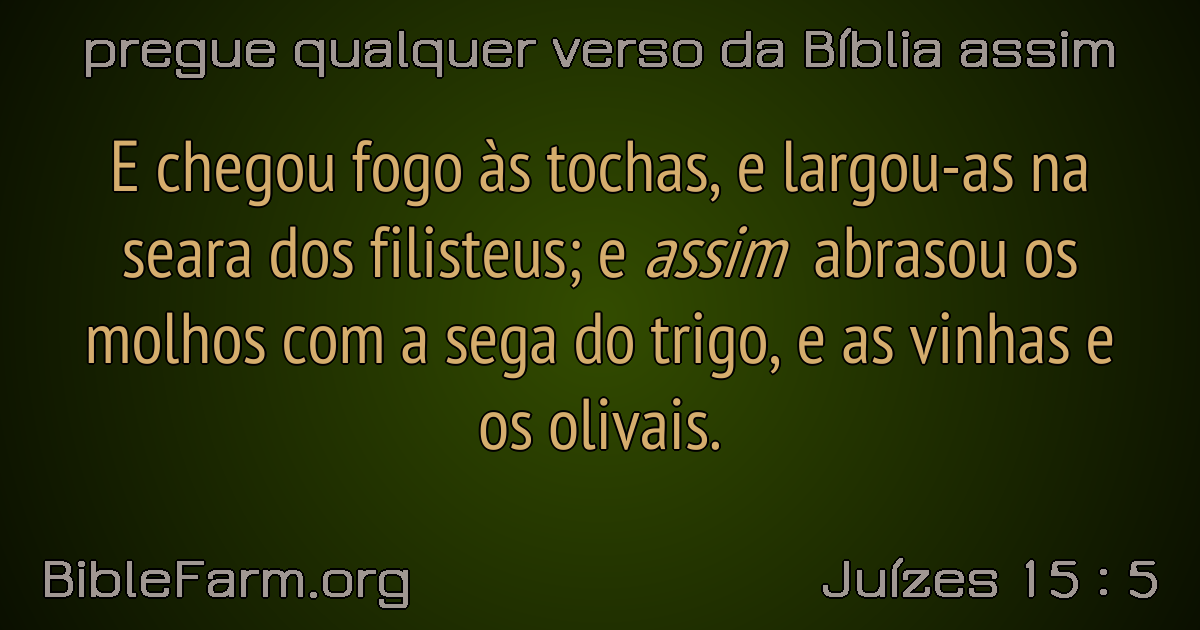 pregue qualquer verso da Bíblia assim
E chegou fogo às tochas, e largou-as na
seara dos filisteus; e assim abrasou os
molhos com a sega do trigo, e as vinhas e
os olivais.
BibleFarm.org
Juízes 15 : 5